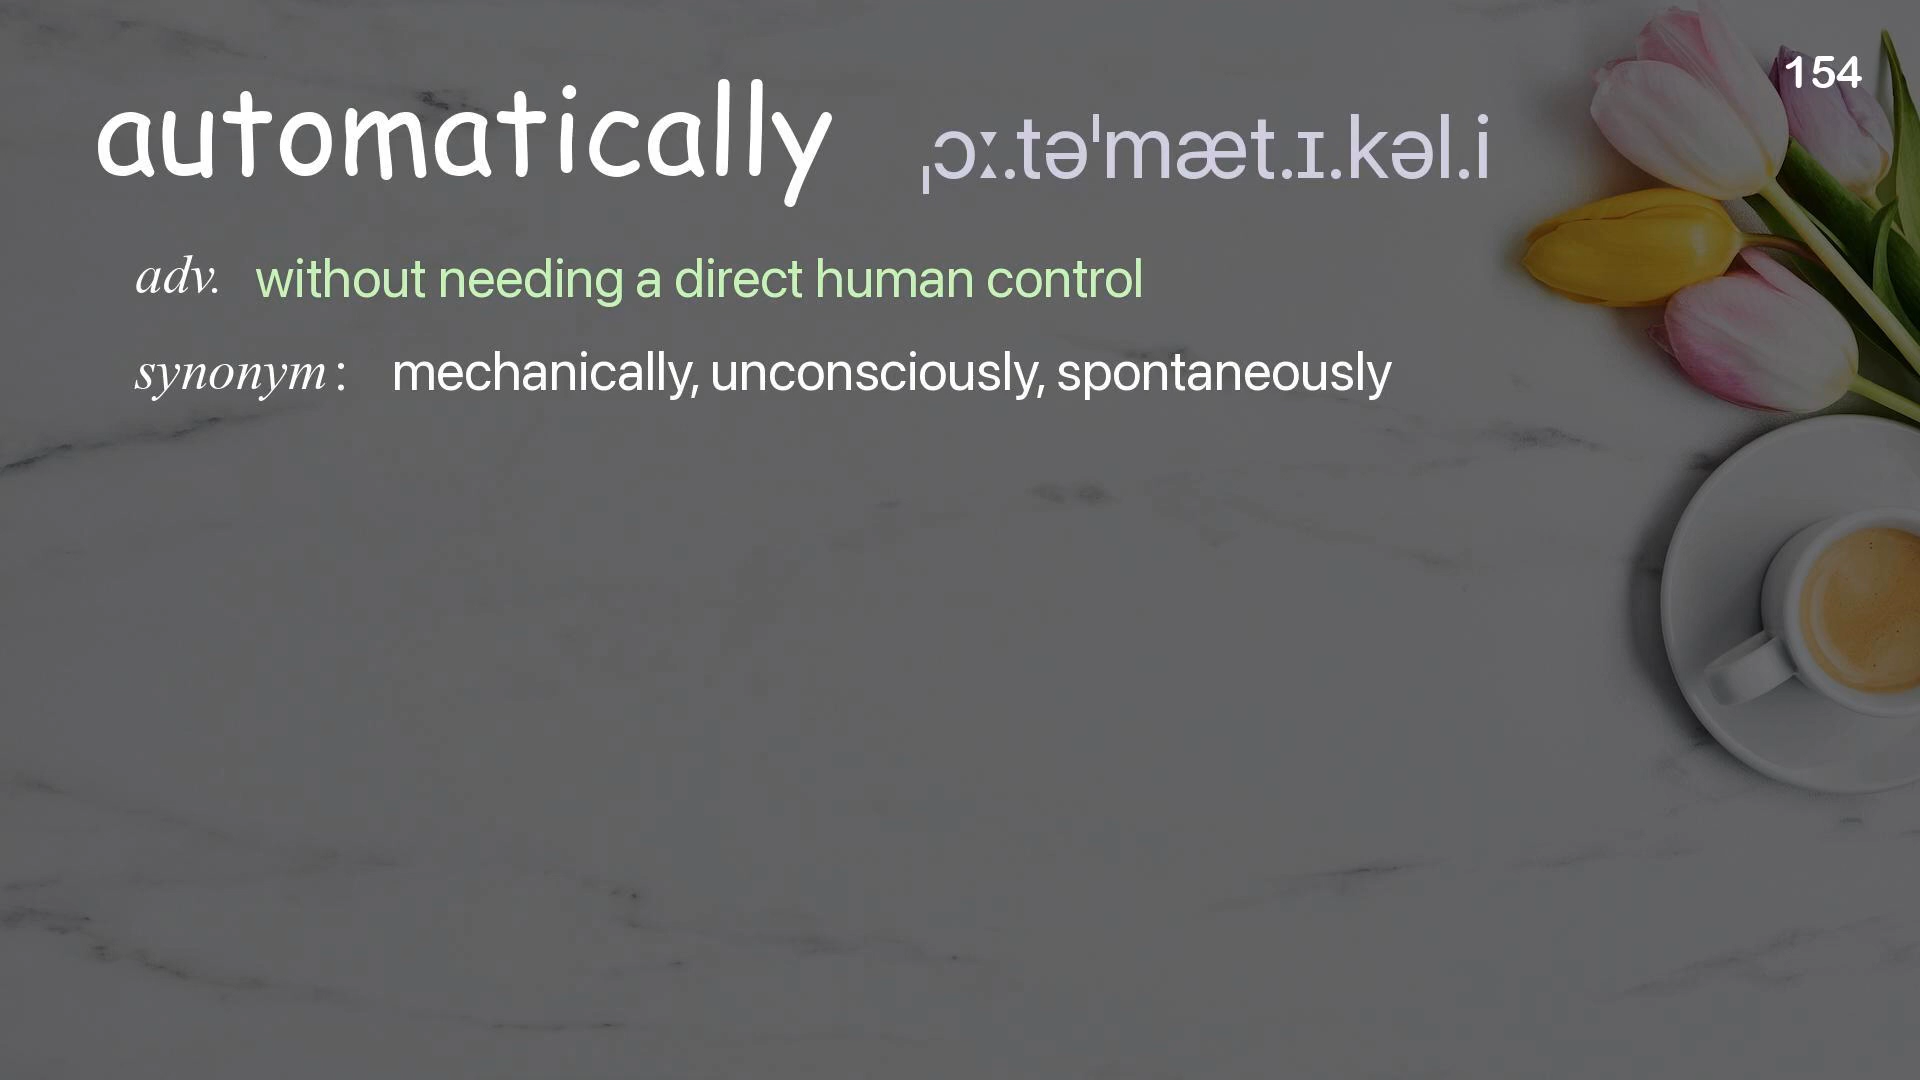 154
automatically ˌɔː.təˈmæt.ɪ.kəl.i
adv. without needing a direct human control
synonym: mechanically, unconsciously, spontaneously